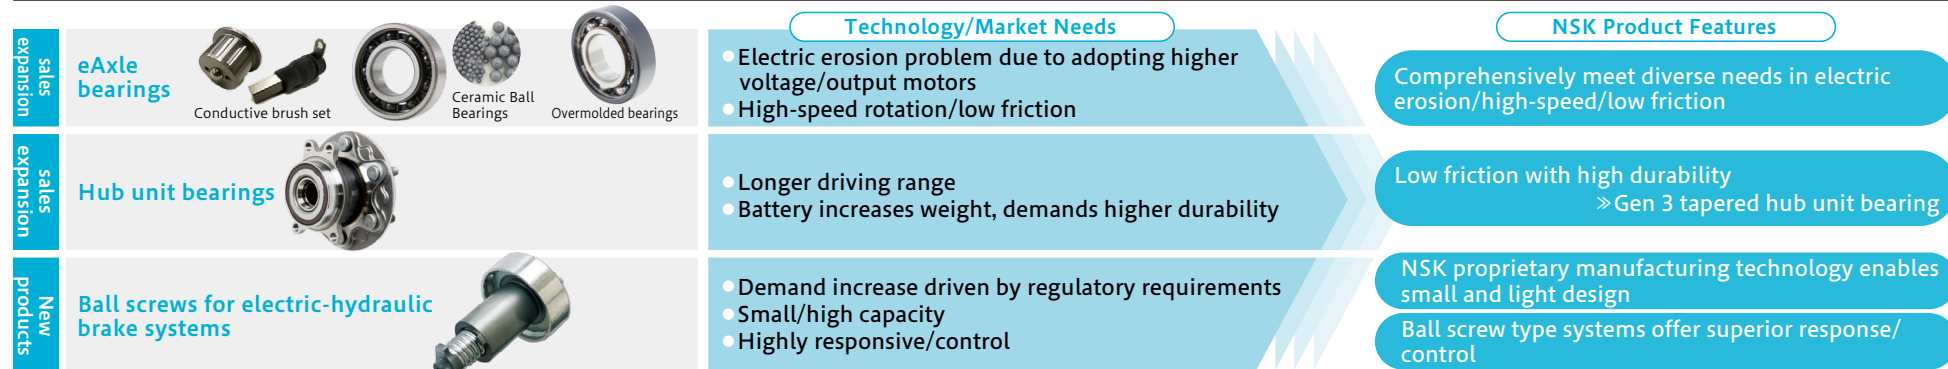 Technology/Market Needs
NSK Product Features
sales
expansion
eAxle
bearings
Conductive brush set
Ceramic Ball
Bearings
Overmolded bearings
●Electric erosion problem due to adopting higher
voltage/output motors
●High-speed rotation/low friction
Comprehensively meet diverse needs in electric
erosion/high-speed/low friction
sales
expansion
Hub unit bearings
●Longer driving range
●Battery increases weight, demands higher durability
Low friction with high durability
≫Gen 3 tapered hub unit bearing
New
products
Ball screws for electric-hydraulic
brake systems
●Demand increase driven by regulatory requirements
●Small/high capacity
●Highly responsive/control
NSK proprietary manufacturing technology enables
small and light design
Ball screw type systems offer superior response/
control